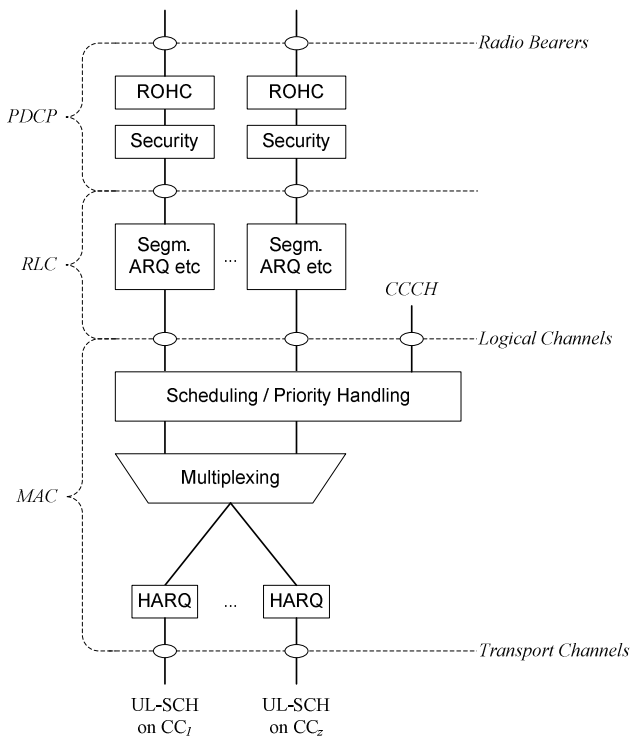 Radio Bearers
ROHC
ROHC
PDCP
Security
Security
Segm.
ARQ etc
...
Segm.
ARQ etc
RLC
CCCH
Logical Channels
Scheduling / Priority Handling
Multiplexing
MAC
HARQ
...
HARQ
Transport Channels
UL-SCH
on CC1
UL-SCH
on CCz